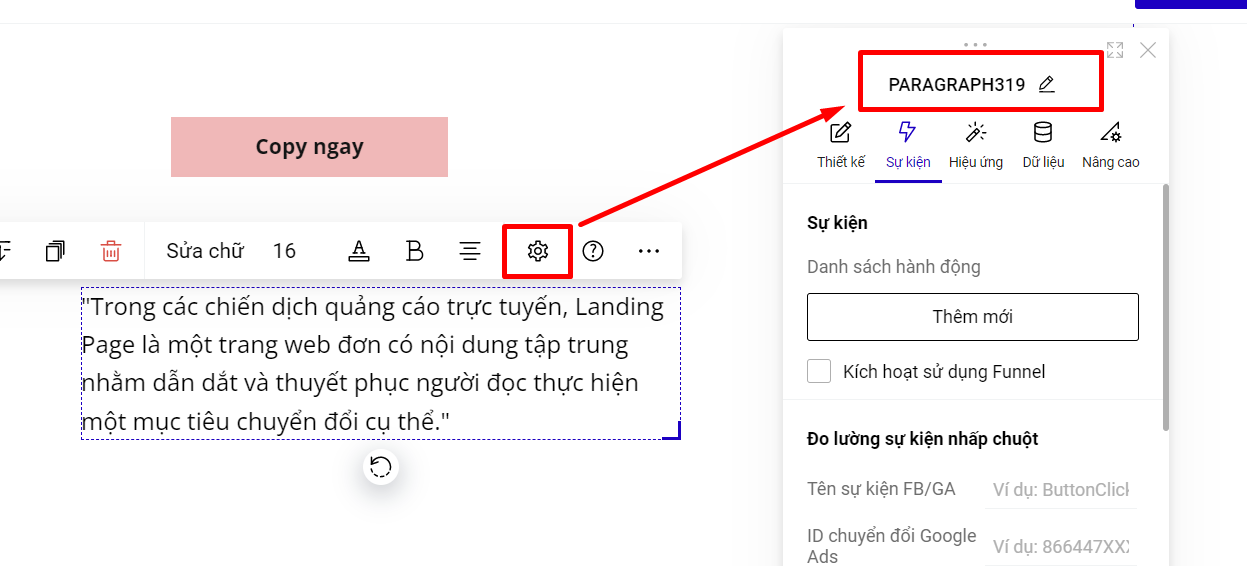 Copy ngay
Sửa chữ 16
"Trong các chiến dịch quảng cáo trực tuyến, Landing
Page là một trang web đơn có nội dung tập trung
nhằm dẫn dắt và thuyết phục người đọc thực hiện
một mục tiêu chuyển đổi cụ thể."
PARAGRAPH319
Thiết kế Sự kiện Hiệu ứng Dữ liệu Nâng cao
Sự kiện
Danh sách hành động
Thêm mới
Kích hoạt sử dụng Funnel
Đo lường sự kiện nhấp chuột
Tên sự kiện FB/GA Ví dụ: ButtonClick
ID chuyển đổi Google
Ads
Ví dụ: 866447XXX